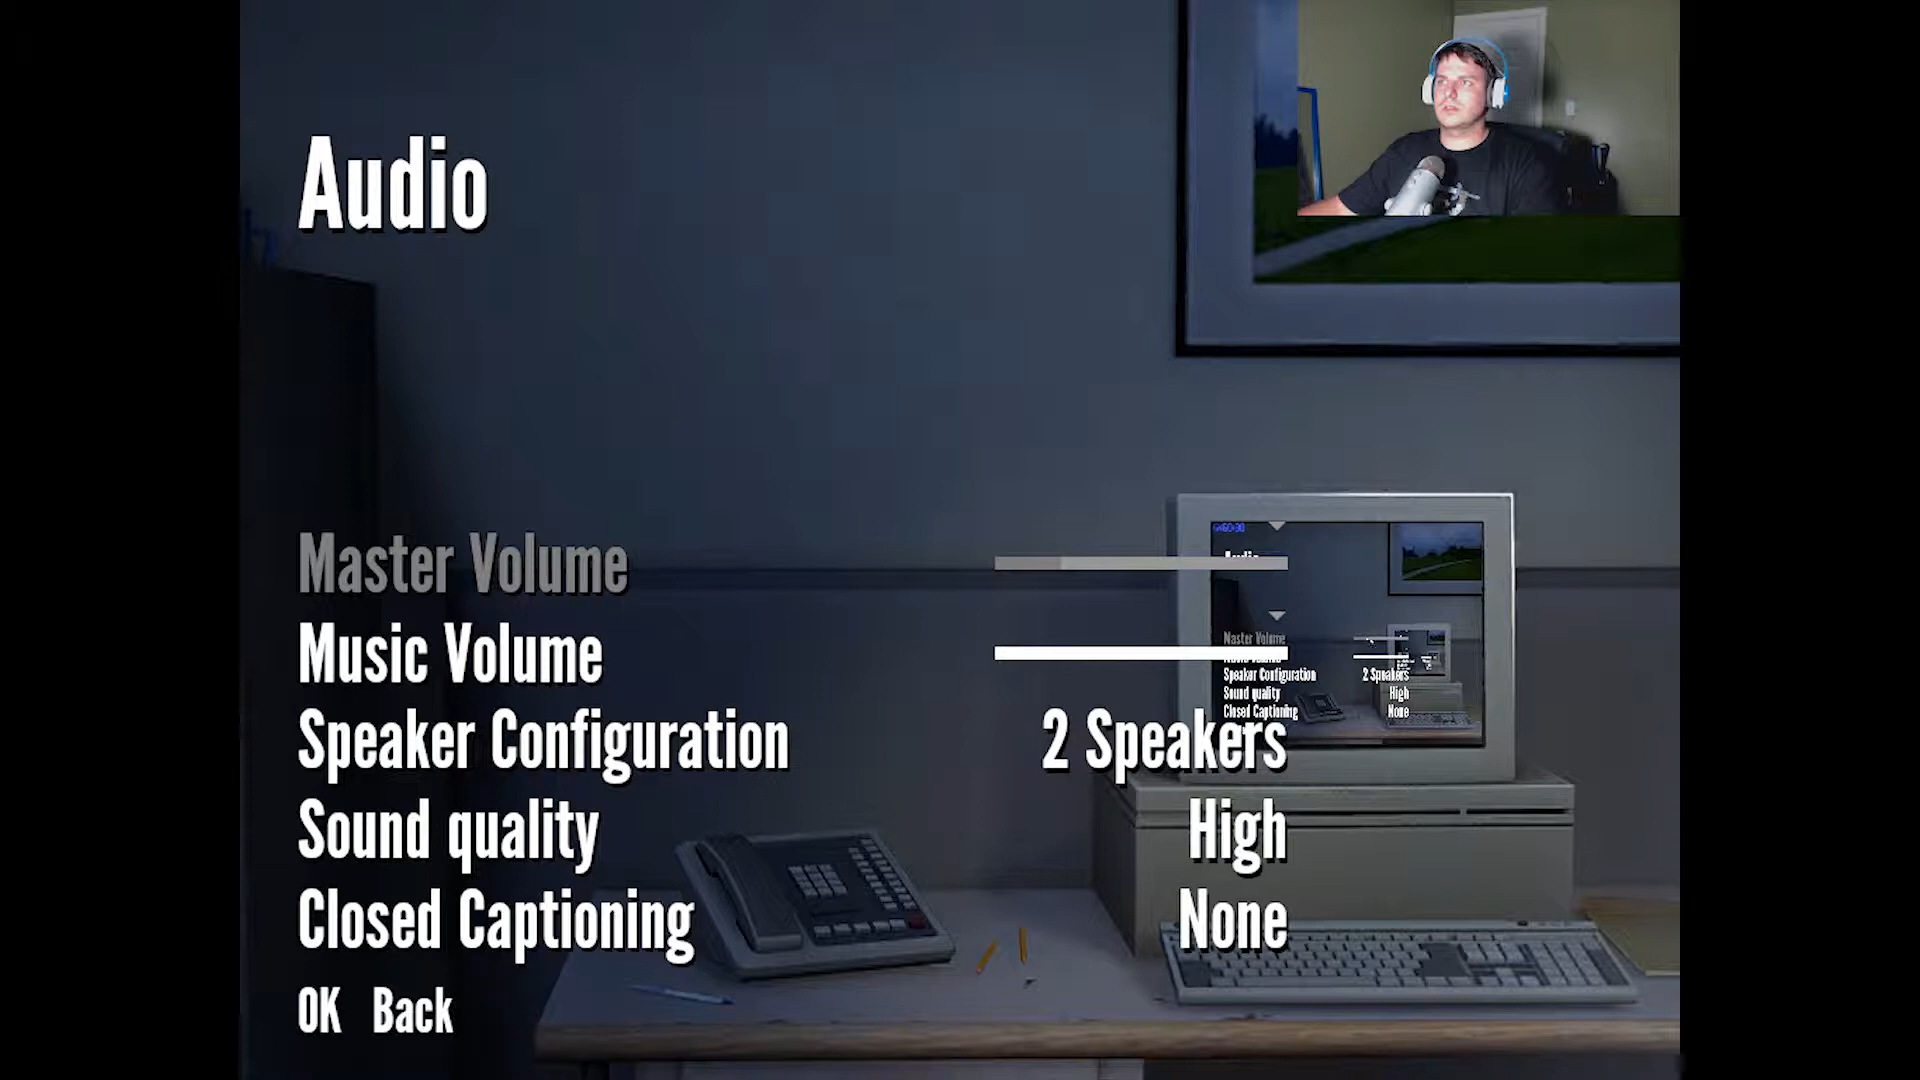 Audio
Master Volume
Music Volume
Speaker Configuration 2 Speakers
Sound quality High
Closed Captioning None
OK Back
Master Volume
Speaker Configuration 2 Speakers
Sound quality High
Closed Captioning None